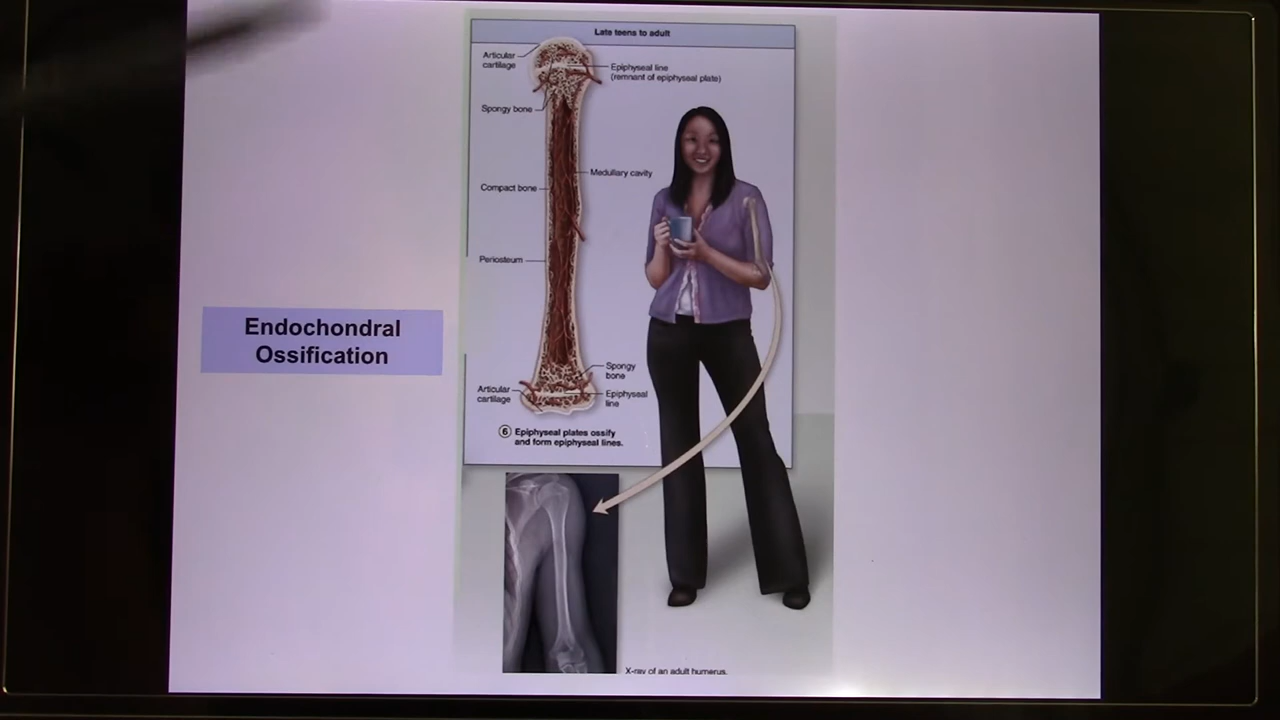 Late teens to adult
Articular
cartilage
Epiphyseal line
(remnant of epiphyseal plate)
Spongy bone
Medullary cavity
Compact bone
Periosteum
Endochondral
Ossification
Spongy
bone
Articular
cartilage
Epiphyseal
line
6 Epiphyseal plates ossify
and form epiphyseal lines.
X-ray of an adult humerus.